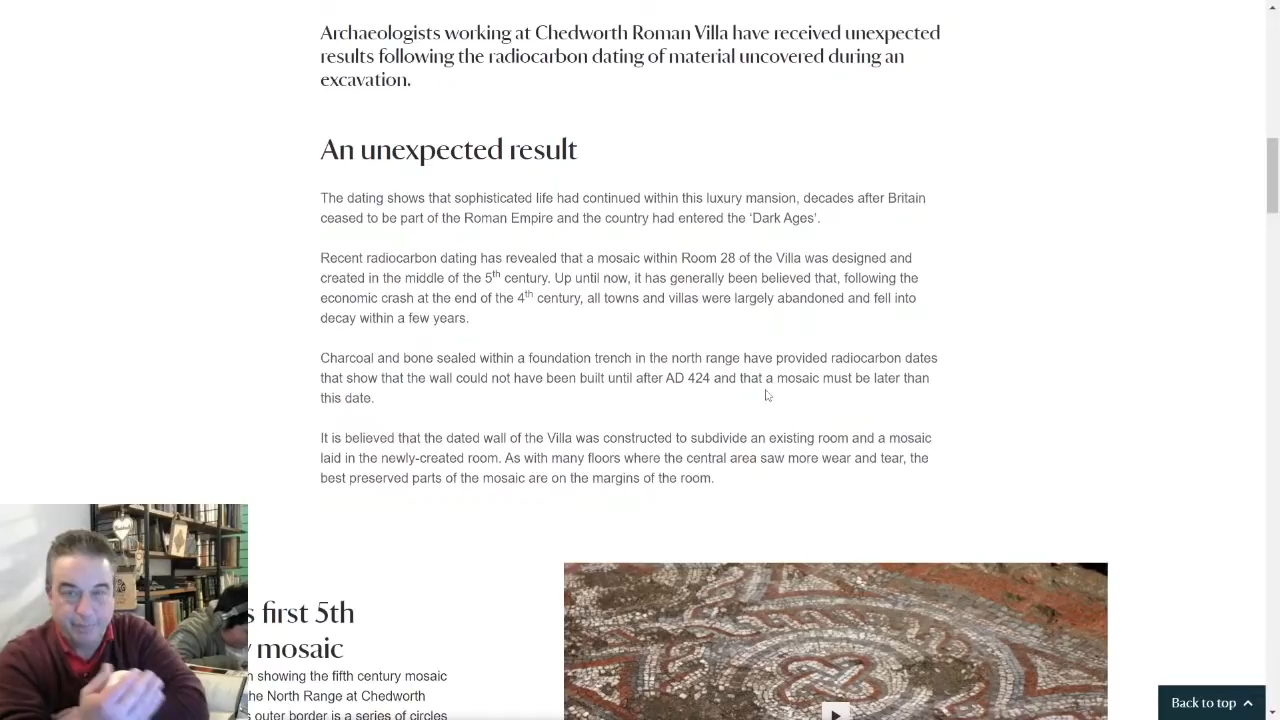 Archaeologists working at Chedworth Roman Villa have received unexpected
results following the radiocarbon dating of material uncovered during an
excavation.
An unexpected result
The dating shows that sophisticated life had continued within this luxury mansion, decades after Britain
ceased to be part of the Roman Empire and the country had entered the ‘Dark Ages’.
Recent radiocarbon dating has revealed that a mosaic within Room 28 of the Villa was designed and
created in the middle of the 5th century. Up until now, it has generally been believed that, following the
economic crash at the end of the 4th century, all towns and villas were largely abandoned and fell into
decay within a few years.
Charcoal and bone sealed within a foundation trench in the north range have provided radiocarbon dates
that show that the wall could not have been built until after AD 424 and that a mosaic must be later than
this date.
It is believed that the dated wall of the Villa was constructed to subdivide an existing room and a mosaic
laid in the newly-created room. As with many floors where the central area saw more wear and tear, the
best preserved parts of the mosaic are on the margins of the room.
s first 5th
mosaic
showing the fifth century mosaic
he North Range at Chedworth
outer border is a series of circles
Back to top